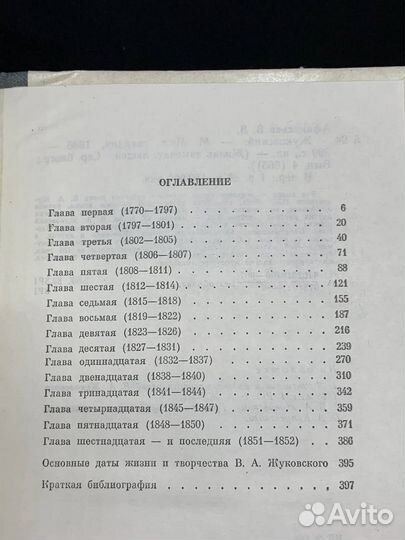 ОГЛАВЛЕНИЕ
Глава первая (1770—1797) . . . . . . . . . . 6
Глава вторая (1797—1801) . . . . . . . . . . 20
Глава третья (1802—1805) . . . . . . . . . . 40
Глава четвертая (1806—1807) . . . . . . . . . 71
Глава пятая (1808—1811) . . . . . . . . . . 88
Глава шестая (1812—1814) . . . . . . . . . . 121
Глава седьмая (1815—1818) . . . . . . . . . 155
Глава восьмая (1819—1822) . . . . . . . . . 187
Глава девятая (1823—1826) . . . . . . . . . 216
Глава десятая (1827—1831) . . . . . . . . . 239
Глава одиннадцатая (1832—1837) . . . . . . . 270
Глава двенадцатая (1838—1840) . . . . . . . . 310
Глава тринадцатая (1841—1844) . . . . . . . . 342
Глава четырнадцатая (1845—1847) . . . . . . . 359
Глава пятнадцатая (1848—1850) . . . . . . . . 371
Глава шестнадцатая — и последняя (1851—1852) . . 386
Основные даты жизни и творчества В. А. Жуковского 395
Краткая библиография . . . . . . . . . . . 397
Avito